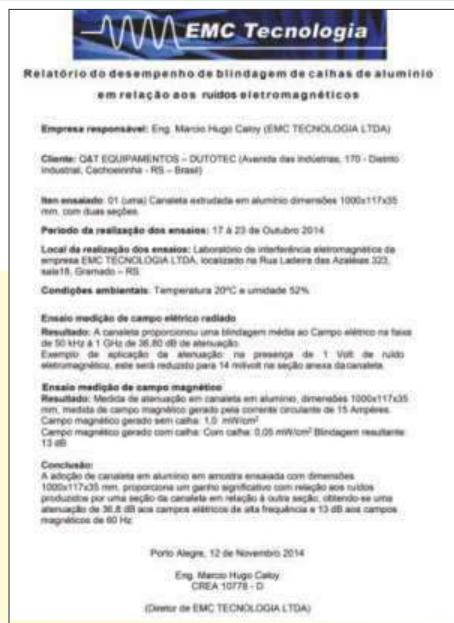 EMC Tecnologia
Relatório do desempenho de blindagem de calhas de alumínio
em relação aos ruídos eletromagnéticos
Empresa responsável: Eng. Marcio Hugo Caloy (EMC TECNOLOGIA LTDA)
Cliente: Q&T EQUIPAMENTOS – DUTOTEC (Avenida das Indústrias, 170 - Distrito
Industrial, Cachoeirinha - RS – Brasil)
Iten ensaiado: 01 (uma) Canaleta extrudada em alumínio dimensões 1000x117x35
mm, com duas seções.
Periodo da realização dos ensaios: 17 à 23 de Outubro 2014
Local da realização dos ensaios: Laboratório de interferência eletromagnética da
empresa EMC TECNOLOGIA LTDA, localizado na Rua Ladeira das Azaléias 323,
sala18, Gramado – RS
Condições ambientais: Temperatura 20ºC e umidade 52%
Ensaio medição de campo elétrico radiado
Resultado: A canaleta proporcionou uma blindagem média ao Campo elétrico na faixa
de 50 kHz à 1 GHz de 36,80 dB de atenuação.
Exemplo de aplicação da atenuação: na presença de 1 Volt de ruído
eletromagnético, este será reduzido para 14 milivolt na seção anexa da canaleta.
Ensaio medição de campo magnético
Resultado: Medida de atenuação em canaleta em alumínio, dimensões 1000x117x35
mm, medida de campo magnético gerado pela corrente circulante de 15 Ampères.
Campo magnético gerado sem calha: 1,0 mW/cm²
Campo magnético gerado com calha: Com calha: 0,05 mW/cm² Blindagem resultante:
13 dB
Conclusão:
A adoção de canaleta em alumínio em amostra ensaiada com dimensões
1000x117x35 mm, proporciona um ganho significativo com relação aos ruídos
produzidos por uma seção da canaleta em relação à outra seção, obtendo-se uma
atenuação de 36,8 dB aos campos elétricos de alta frequência e 13 dB aos campos
magnéticos de 60 Hz.
Porto Alegre, 12 de Novembro 2014
Eng. Marcio Hugo Caloy
CREA 10778 - D
(Diretor de EMC TECNOLOGIA LTDA)